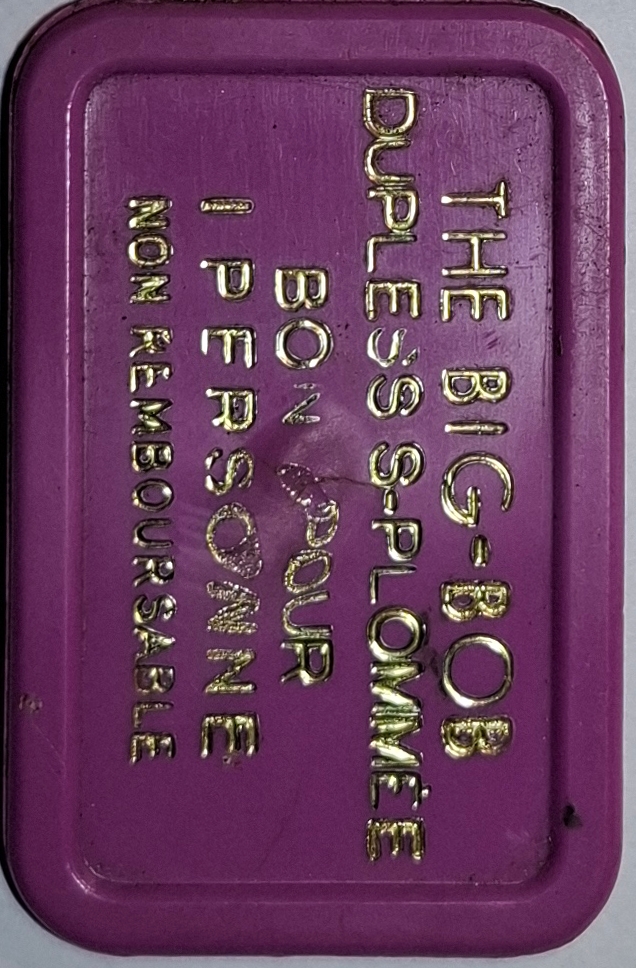 THE BIG-BOB
DUPLESSIS S-PLOMMÉE
BON POUR
1 PERSONNE
NON REMBOURSABLE